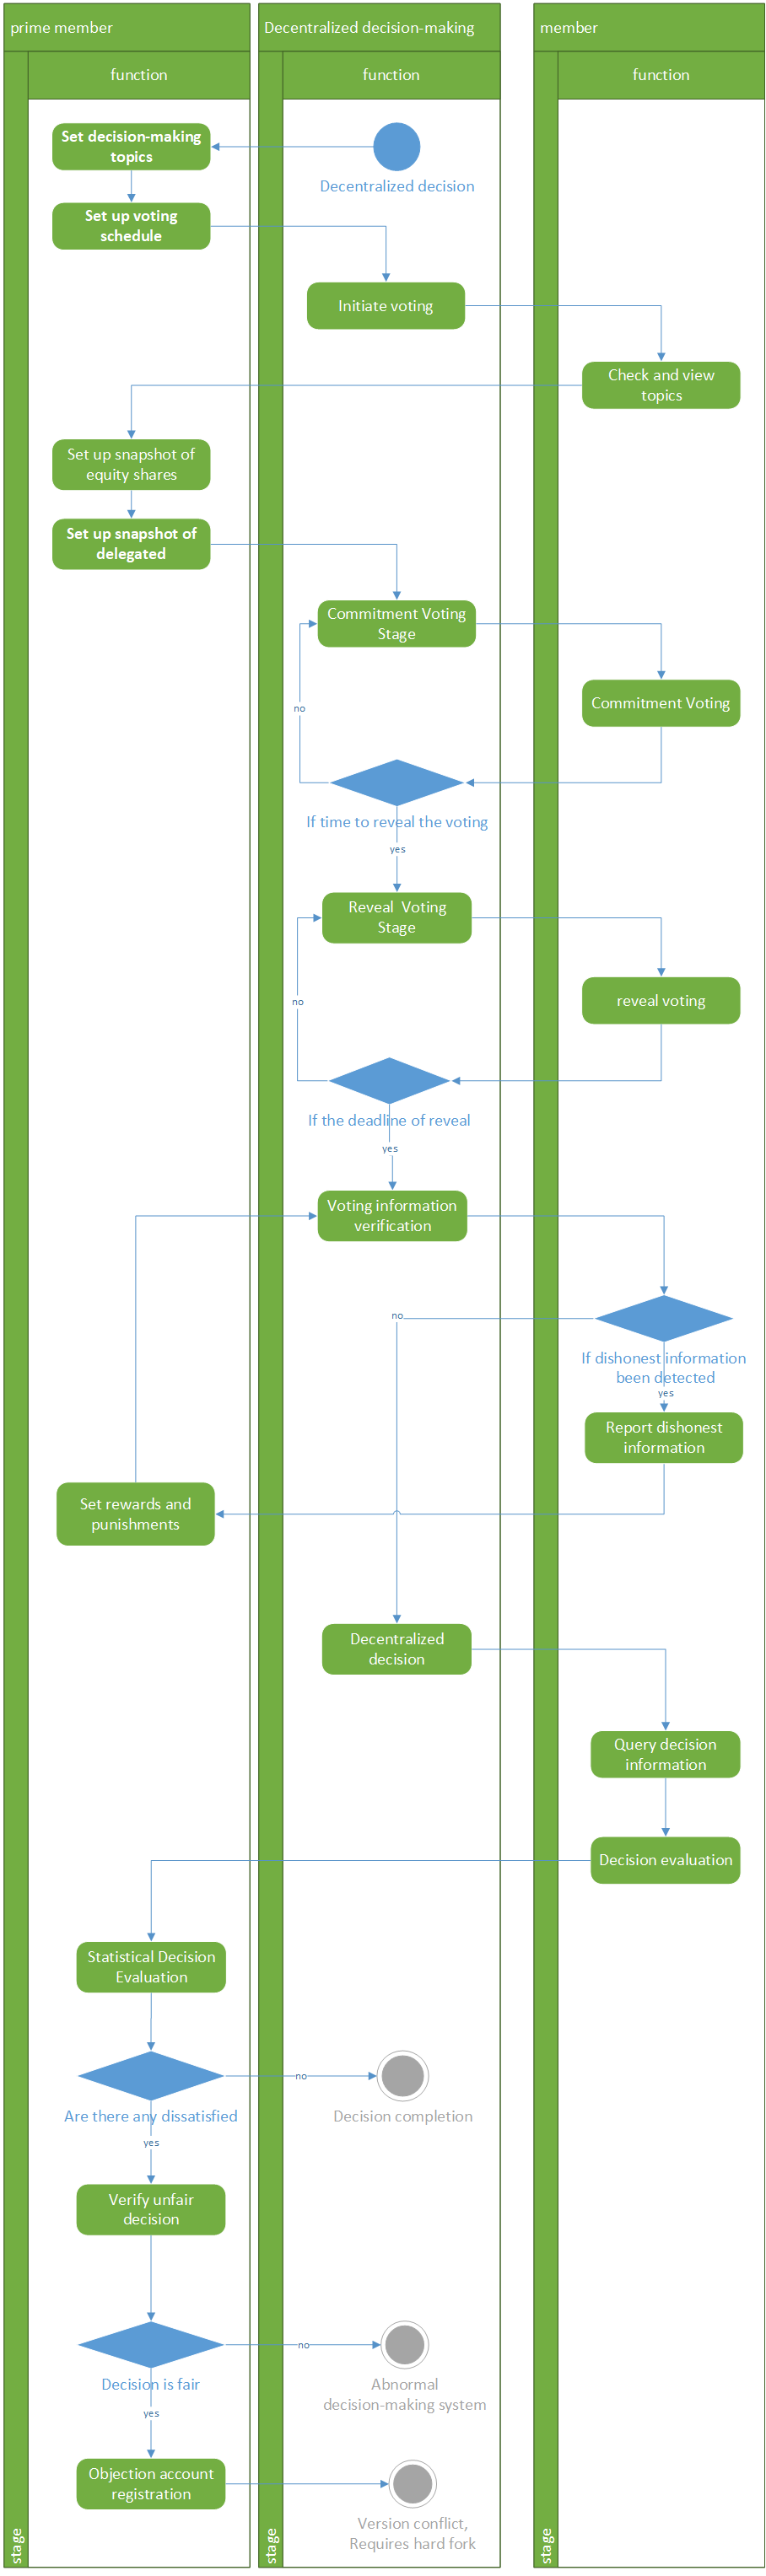 prime member
Decentralized decision-making
member
function
function
function
Set decision-making
topics
Decentralized decision
Set up voting
schedule
Initiate voting
Check and view
topics
Set up snapshot of
equity shares
Set up snapshot of
delegated
Commitment Voting
Stage
Commitment Voting
no
If time to reveal the voting
yes
Reveal  Voting
Stage
reveal voting
no
If the deadline of reveal
yes
Voting information
verification
no
If dishonest information
been detected
yes
Report dishonest
information
Set rewards and
punishments
Decentralized
decision
Query decision
information
Decision evaluation
Statistical Decision
Evaluation
no
Are there any dissatisfied
Decision completion
yes
Verify unfair
decision
no
Decision is fair
Abnormal
decision-making system
yes
Objection account
registration
Version conflict,
Requires hard fork
stage
stage
stage